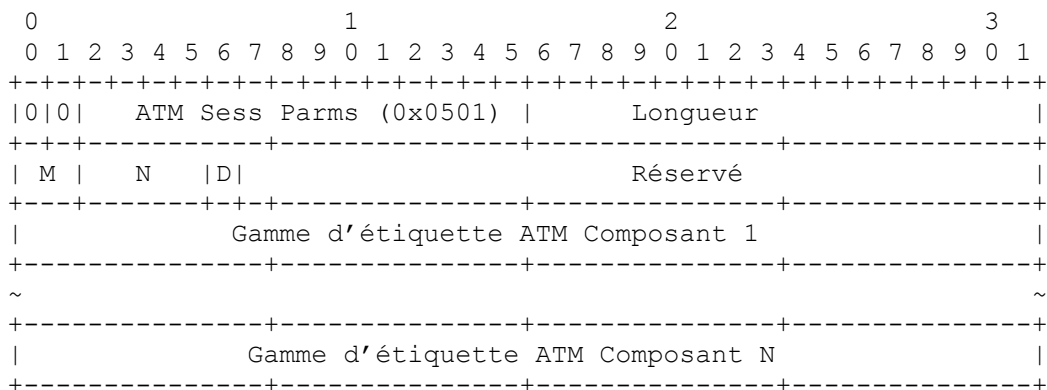 0 1 2 3
0 1 2 3 4 5 6 7 8 9 0 1 2 3 4 5 6 7 8 9 0 1 2 3 4 5 6 7 8 9 0 1
+-+-+-+-+-+-+-+-+-+-+-+-+-+-+-+-+-+-+-+-+-+-+-+-+-+-+-+-+-+-+-+-+
|0|0| ATM Sess Parms (0x0501) | Longueur |
+-+-+-----------+---------------+---------------+---------------+
| M | N |D| Réservé |
+---+-------+-+-+---------------+---------------+---------------+
| Gamme d’étiquette ATM Composant 1 |
+---------------+---------------+---------------+---------------+
~ ~
+---------------+---------------+---------------+---------------+
| Gamme d’étiquette ATM Composant N |
+---------------+---------------+---------------+---------------+